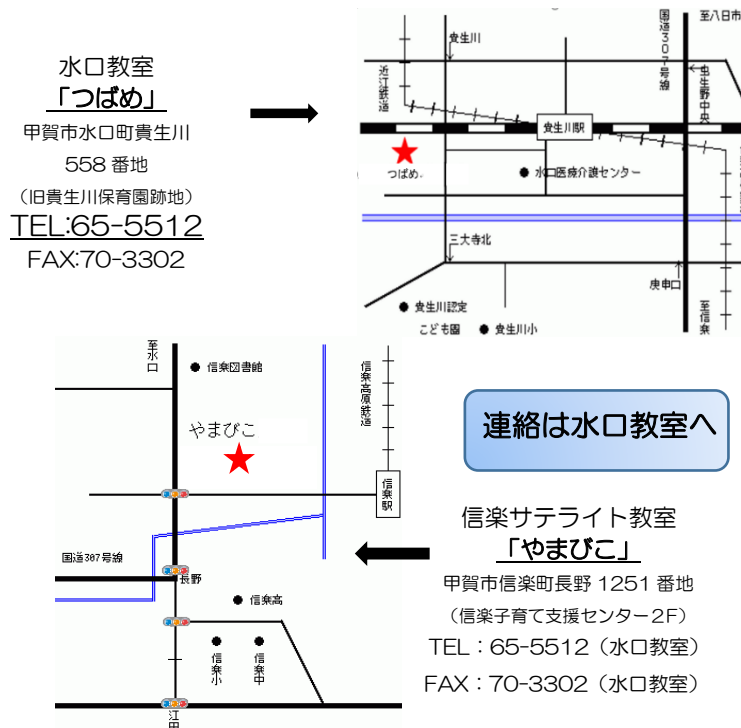 水口教室
「つばめ」
甲賀市水口町貴生川
558 番地
（旧貴生川保育園跡地）
TEL:65-5512
FAX:70-3302
国道307号線
至八日市
貴生川
近江鉄道
虫生野中央
貴生川駅
つばめ.
水口医療介護センター
三大寺北
庚申口
貴生川認定
こども園
貴生川小
至信楽
至水口
信楽図書館
信楽高原鉄道
やまびこ
信楽駅
国道307号線
長野
信楽高
信楽小
信楽中
江田
連絡は水口教室へ
信楽サテライト教室
「やまびこ」
甲賀市信楽町長野 1251 番地
（信楽子育て支援センター２F）
TEL：65-5512（水口教室）
FAX：70-3302（水口教室）